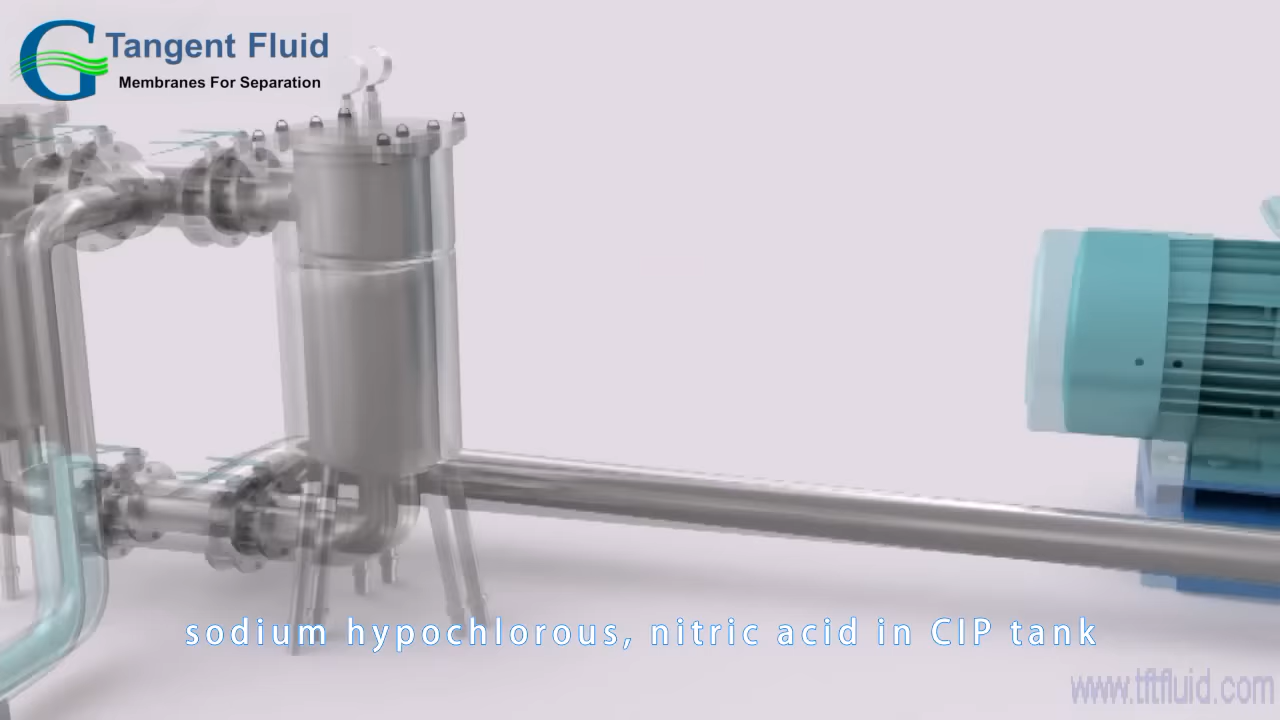 Tangent Fluid
Membranes For Separation
sodium hypochlorous, nitric acid in CIP tank
www.tftfluid.com